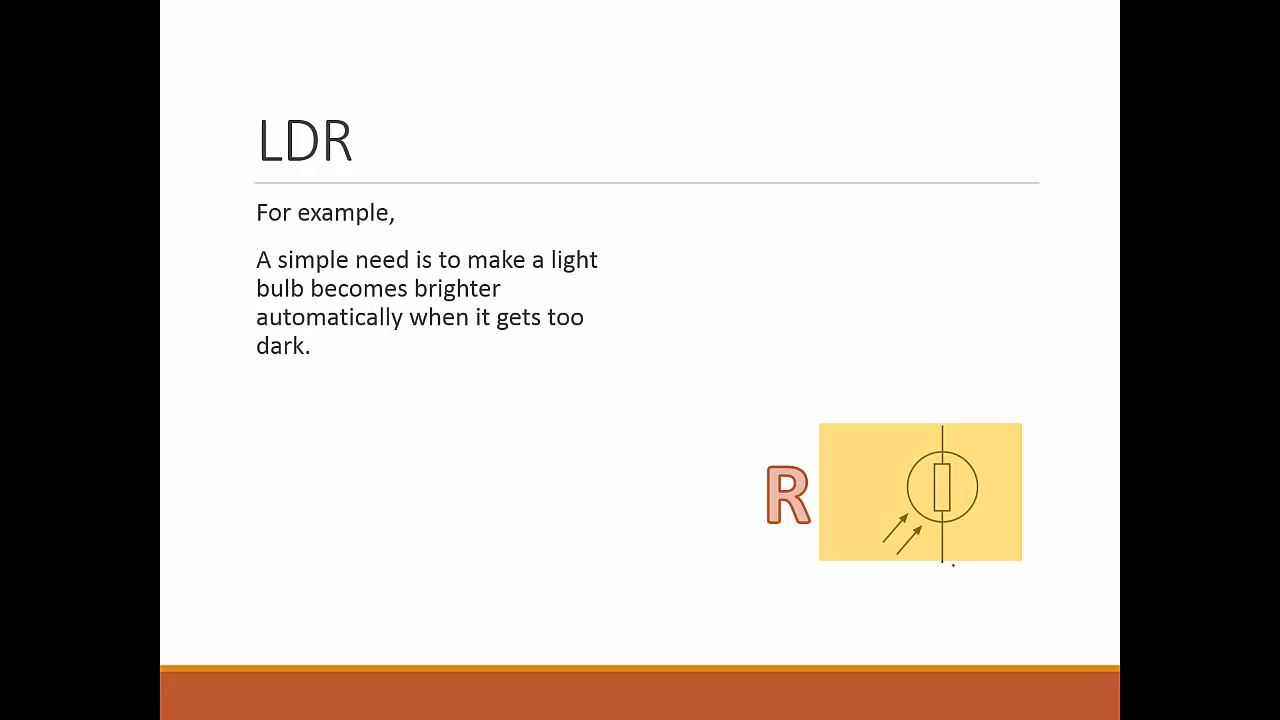 LDR
For example,
A simple need is to make a light
bulb becomes brighter
automatically when it gets too
dark.
R